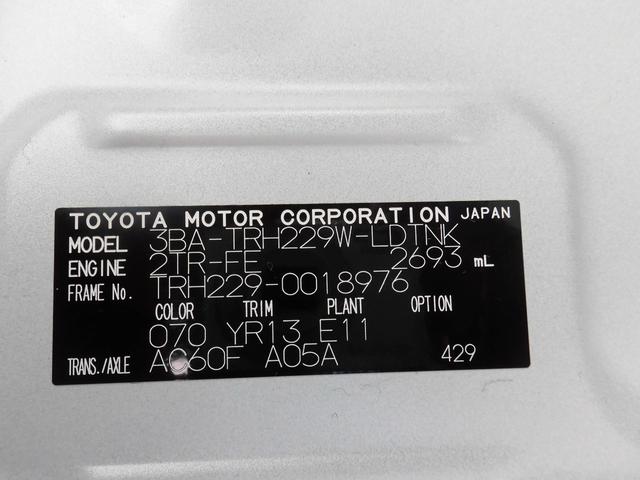 TOYOTA MOTOR CORPORATION JAPAN
MODEL 3BA-TRH229W-LDTNK
ENGINE 2TR-FE 2693 mL
FRAME No. TRH229-0018976
COLOR TRIM PLANT OPTION
070 YR13 E11
TRANS./AXLE AC60F A05A 429